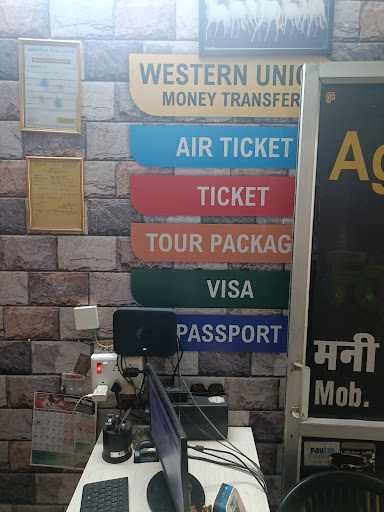 WESTERN UNIO
MONEY TRANSFER
AIR TICKET
TICKET
TOUR PACKAG
VISA
PASSPORT
Ag
मनी
Mob.